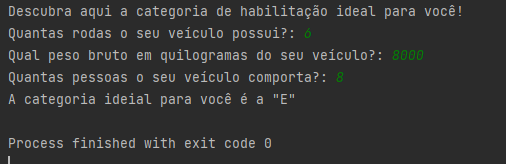 Descubra aqui a categoria de habilitação ideal para você!
Quantas rodas o seu veículo possui?: 6
Qual peso bruto em quilogramas do seu veículo?: 8000
Quantas pessoas o seu veículo comporta?: 8
A categoria ideial para você é a "E"
Process finished with exit code 0